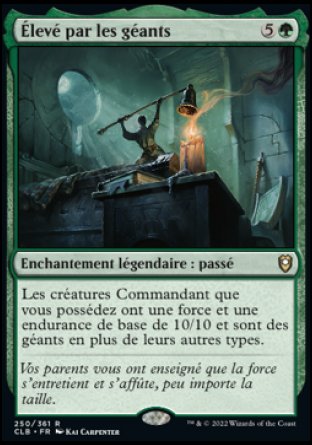 Élevé par les géants 5
Enchantement légendaire : passé
Les créatures Commandant que
vous possédez ont une force et une
endurance de base de 10/10 et sont des
géants en plus de leurs autres types.
Vos parents vous ont enseigné que la force
s'entretient et s'affûte, peu importe la
taille.
250/361 R
CLB • FR Kai Carpenter
™ & © 2022 Wizards of the Coast